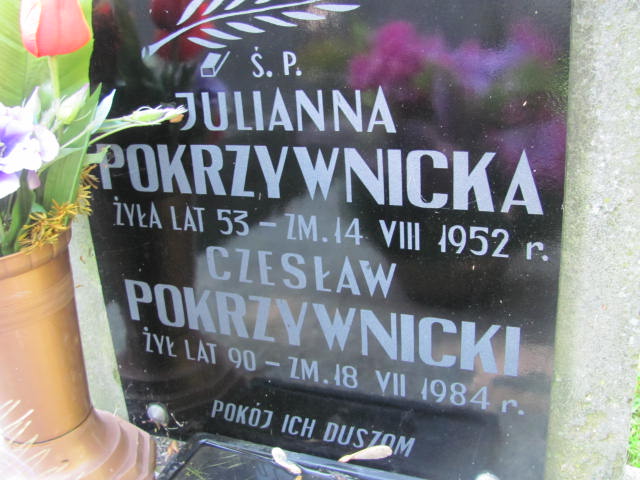 Ś. P.
JULIANNA
POKRZYWNICKA
ŻYŁA LAT 53 – ZM. 14 VIII 1952 r.
CZESŁAW
POKRZYWNICKI
ŻYŁ LAT 90 – ZM. 18 VII 1984 r.
POKÓJ ICH DUSZOM